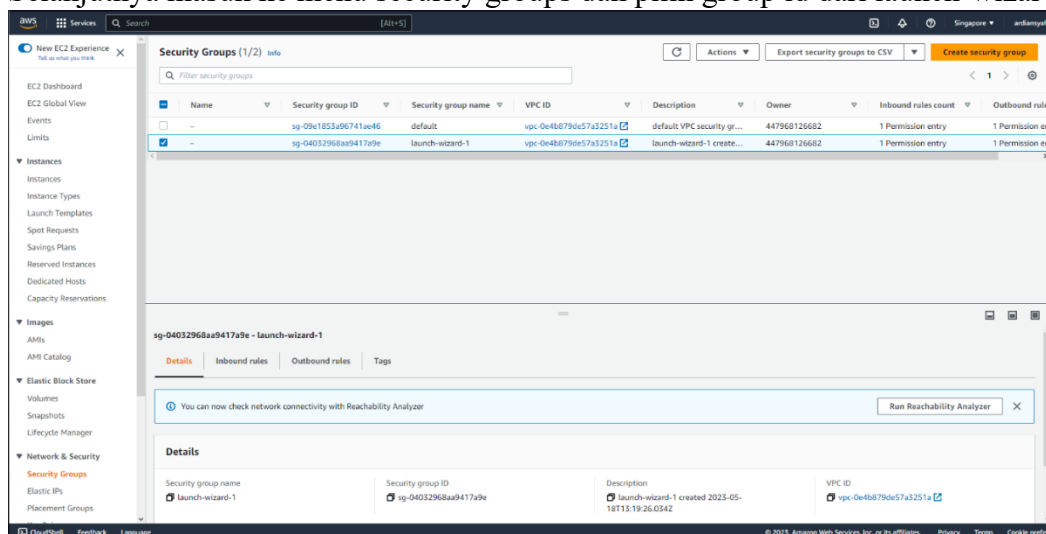 Selanjutnya masuk ke menu security groups dan pilih group id dari launch-wizar
aws Services Search [Alt+S] Singapore ardiansyah
New EC2 Experience
Tell us what you think
EC2 Dashboard
EC2 Global View
Events
Limits
Instances
Instances
Instance Types
Launch Templates
Spot Requests
Savings Plans
Reserved Instances
Dedicated Hosts
Capacity Reservations
Images
AMIs
AMI Catalog
Elastic Block Store
Volumes
Snapshots
Lifecycle Manager
Network & Security
Security Groups
Elastic IPs
Placement Groups
Security Groups (1/2) Info
Actions Export security groups to CSV Create security group
Filter security groups
1
Name Security group ID Security group name VPC ID Description Owner Inbound rules count Outbound rule
– sg-09e1853a96741ae46 default vpc-0e4b879de57a3251a default VPC security gr... 447968126682 1 Permission entry 1 Permission e
– sg-04032968aa9417a9e launch-wizard-1 vpc-0e4b879de57a3251a launch-wizard-1 create... 447968126682 1 Permission entry 1 Permission e
sg-04032968aa9417a9e - launch-wizard-1
Details Inbound rules Outbound rules Tags
You can now check network connectivity with Reachability Analyzer Run Reachability Analyzer
Details
Security group name Security group ID Description VPC ID
launch-wizard-1 sg-04032968aa9417a9e launch-wizard-1 created 2023-05-18T13:19:26.034Z vpc-0e4b879de57a3251a
CloudShell Feedback Language © 2023, Amazon Web Services, Inc. or its affiliates. Privacy Terms Cookie prefe